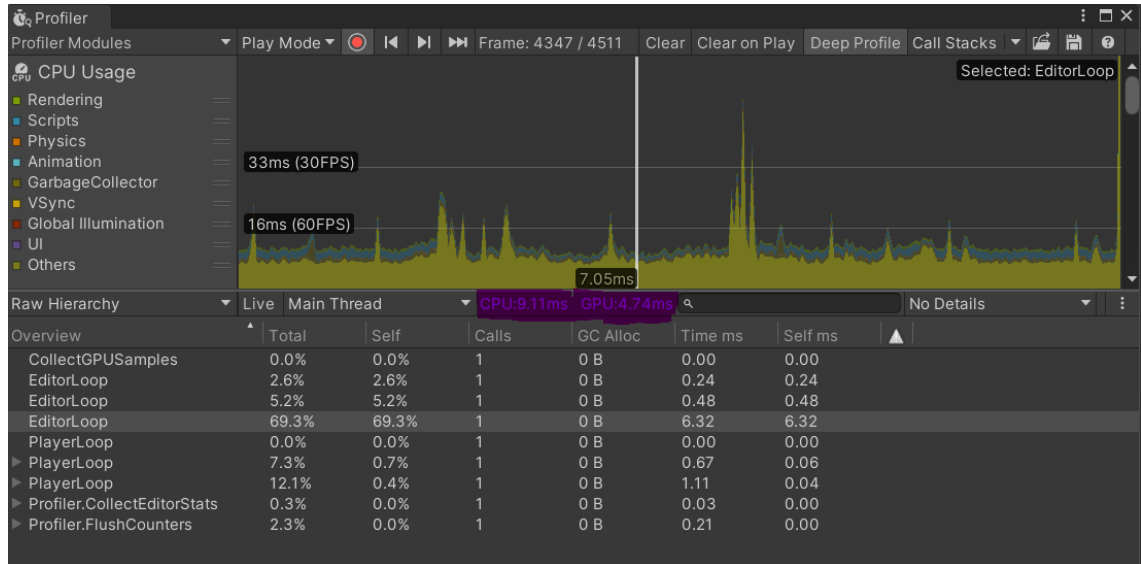 Profiler
Profiler Modules Play Mode Frame: 4347 / 4511 Clear Clear on Play Deep Profile Call Stacks
CPU Usage
Selected: EditorLoop
Rendering
Scripts
Physics
Animation
33ms (30FPS)
GarbageCollector
VSync
Global Illumination
16ms (60FPS)
UI
Others
7.05ms
Raw Hierarchy Live Main Thread CPU:9.11ms GPU:4.74ms No Details
Overview Total Self Calls GC Alloc Time ms Self ms
CollectGPUSamples 0.0% 0.0% 1 0 B 0.00 0.00
EditorLoop 2.6% 2.6% 1 0 B 0.24 0.24
EditorLoop 5.2% 5.2% 1 0 B 0.48 0.48
EditorLoop 69.3% 69.3% 1 0 B 6.32 6.32
PlayerLoop 0.0% 0.0% 1 0 B 0.00 0.00
PlayerLoop 7.3% 0.7% 1 0 B 0.67 0.06
PlayerLoop 12.1% 0.4% 1 0 B 1.11 0.04
Profiler.CollectEditorStats 0.3% 0.0% 1 0 B 0.03 0.00
Profiler.FlushCounters 2.3% 0.0% 1 0 B 0.21 0.00